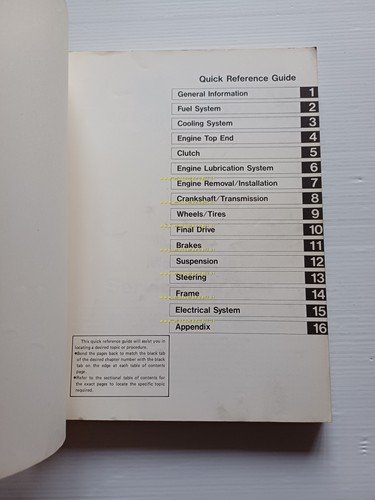 Quick Reference Guide
General Information 1
Fuel System 2
Cooling System 3
Engine Top End 4
Clutch 5
Engine Lubrication System 6
Engine Removal/Installation 7
Crankshaft/Transmission 8
Wheels/Tires 9
Final Drive 10
Brakes 11
Suspension 12
Steering 13
Frame 14
Electrical System 15
Appendix 16
This quick reference guide will assist you in
locating a desired topic or procedure.
•Bend the pages back to match the black tab
of the desired chapter number with the black
tab on the edge at each table of contents
page.
•Refer to the sectional table of contents for
the exact pages to locate the specific topic
required.